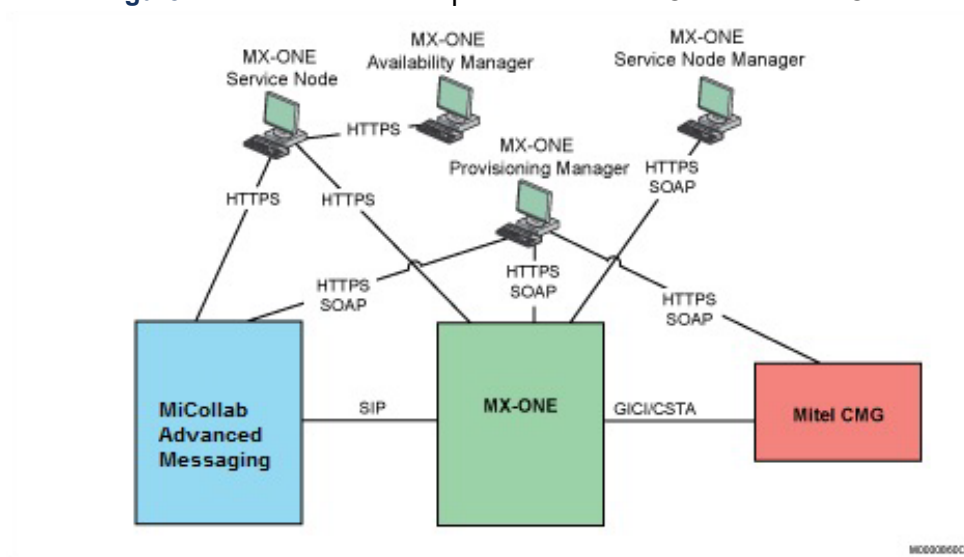 MX-ONE
Service Node
MX-ONE
Availability Manager
MX-ONE
Service Node Manager
HTTPS
MX-ONE
Provisioning Manager
HTTPS
SOAP
HTTPS
HTTPS
HTTPS
SOAP
HTTPS
SOAP
HTTPS
SOAP
MiCollab
Advanced
Messaging
SIP
MX-ONE
GICI/CSTA
Mitel CMG